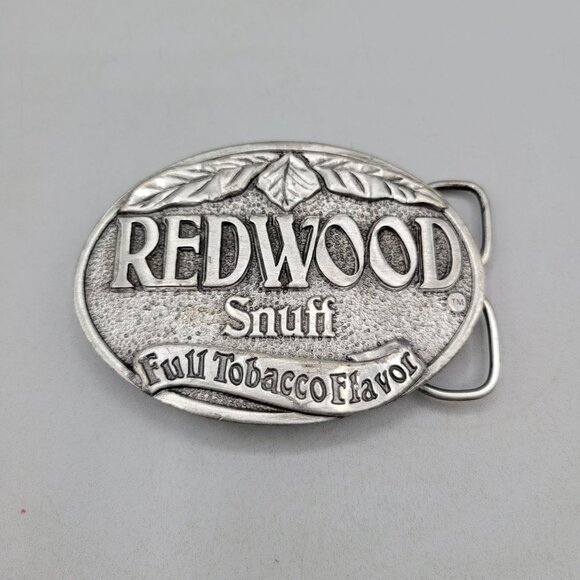 REDWOOD
TM
Snuff
Full Tobacco Flavor